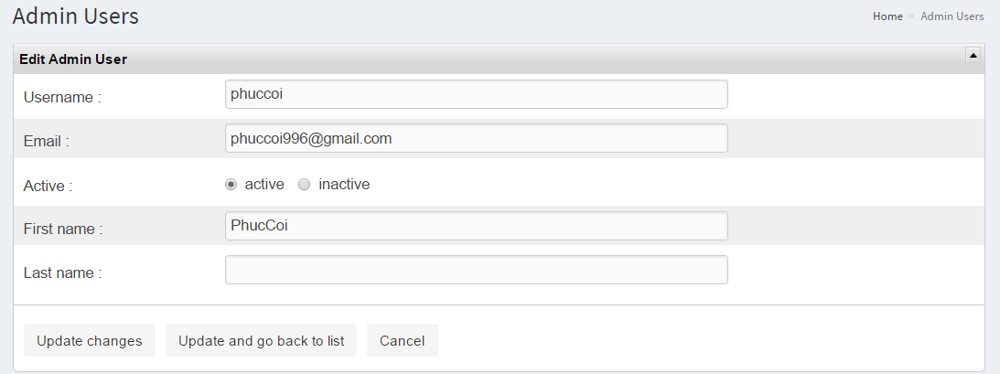 Admin Users
Home > Admin Users
Edit Admin User
Username : phuccoi
Email : phuccoi996@gmail.com
Active : active inactive
First name : PhucCoi
Last name :
Update changes Update and go back to list Cancel